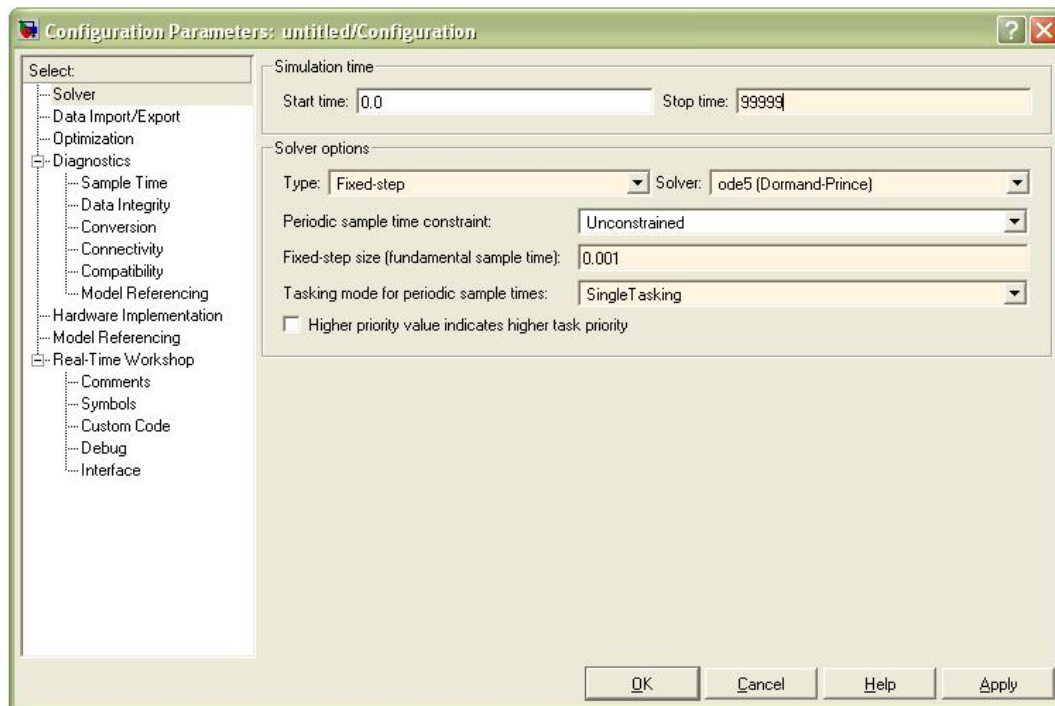 Configuration Parameters: untitled/Configuration
Select:
Solver
Data Import/Export
Optimization
Diagnostics
Sample Time
Data Integrity
Conversion
Connectivity
Compatibility
Model Referencing
Hardware Implementation
Model Referencing
Real-Time Workshop
Comments
Symbols
Custom Code
Debug
Interface
Simulation time
Start time: 0.0 Stop time: 99999
Solver options
Type: Fixed-step Solver: ode5 (Dormand-Prince)
Periodic sample time constraint: Unconstrained
Fixed-step size (fundamental sample time): 0.001
Tasking mode for periodic sample times: SingleTasking
Higher priority value indicates higher task priority
OK Cancel Help Apply